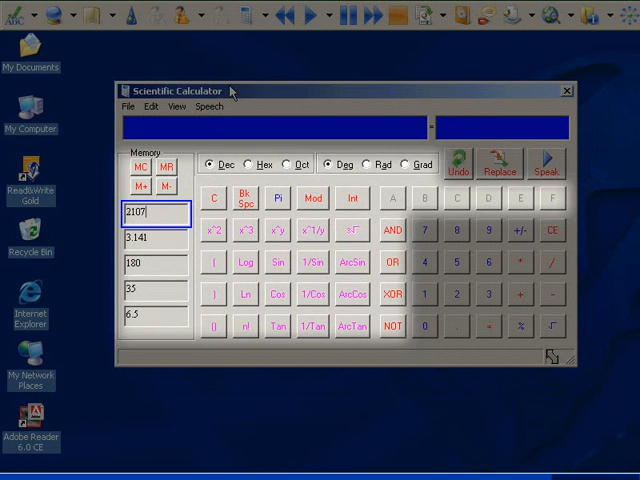 ABC
My Documents
My Computer
Read&Write
Gold
Recycle Bin
Internet
Explorer
My Network
Places
Adobe Reader
6.0 CE
Scientific Calculator
File Edit View Speech
=
Memory
MC MR
M+ M-
2107
3.141
180
35
6.5
Dec Hex Oct Deg Rad Grad
Undo Replace Speak
C Bk Spc Pi Mod Int A B C D E F
x^2 x^3 x^y x^1/y AND 7 8 9 +/- CE
( Log Sin 1/Sin ArcSin OR 4 5 6 * /
) Ln Cos 1/Cos ArcCos XOR 1 2 3 + -
() n! Tan 1/Tan ArcTan NOT 0 . = % √